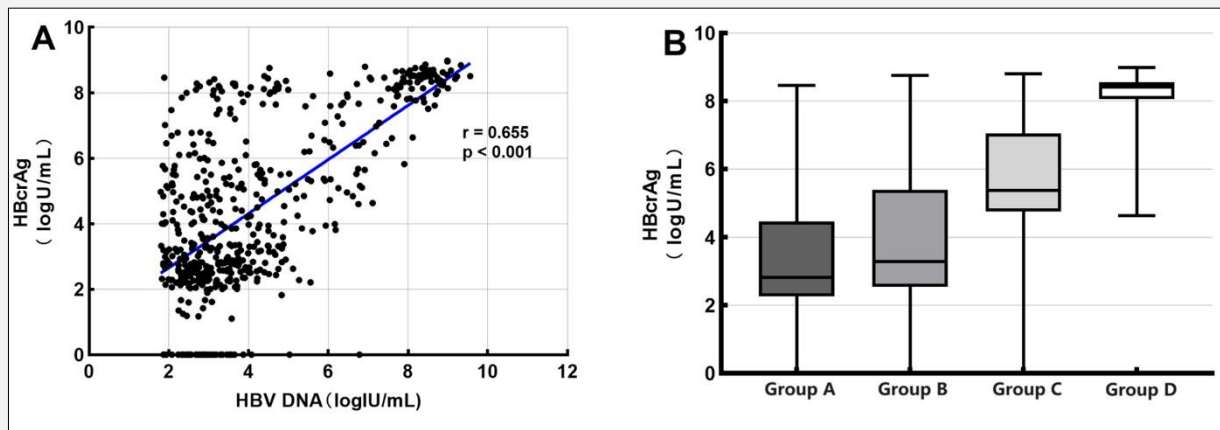 A
10
8
6
4
2
0
HBcrAg
( logU/mL)
r = 0.655
p < 0.001
0 2 4 6 8 10 12
HBV DNA(logIU/mL)
B
10
8
6
4
2
0
HBcrAg
( logU/mL)
Group A Group B Group C Group D